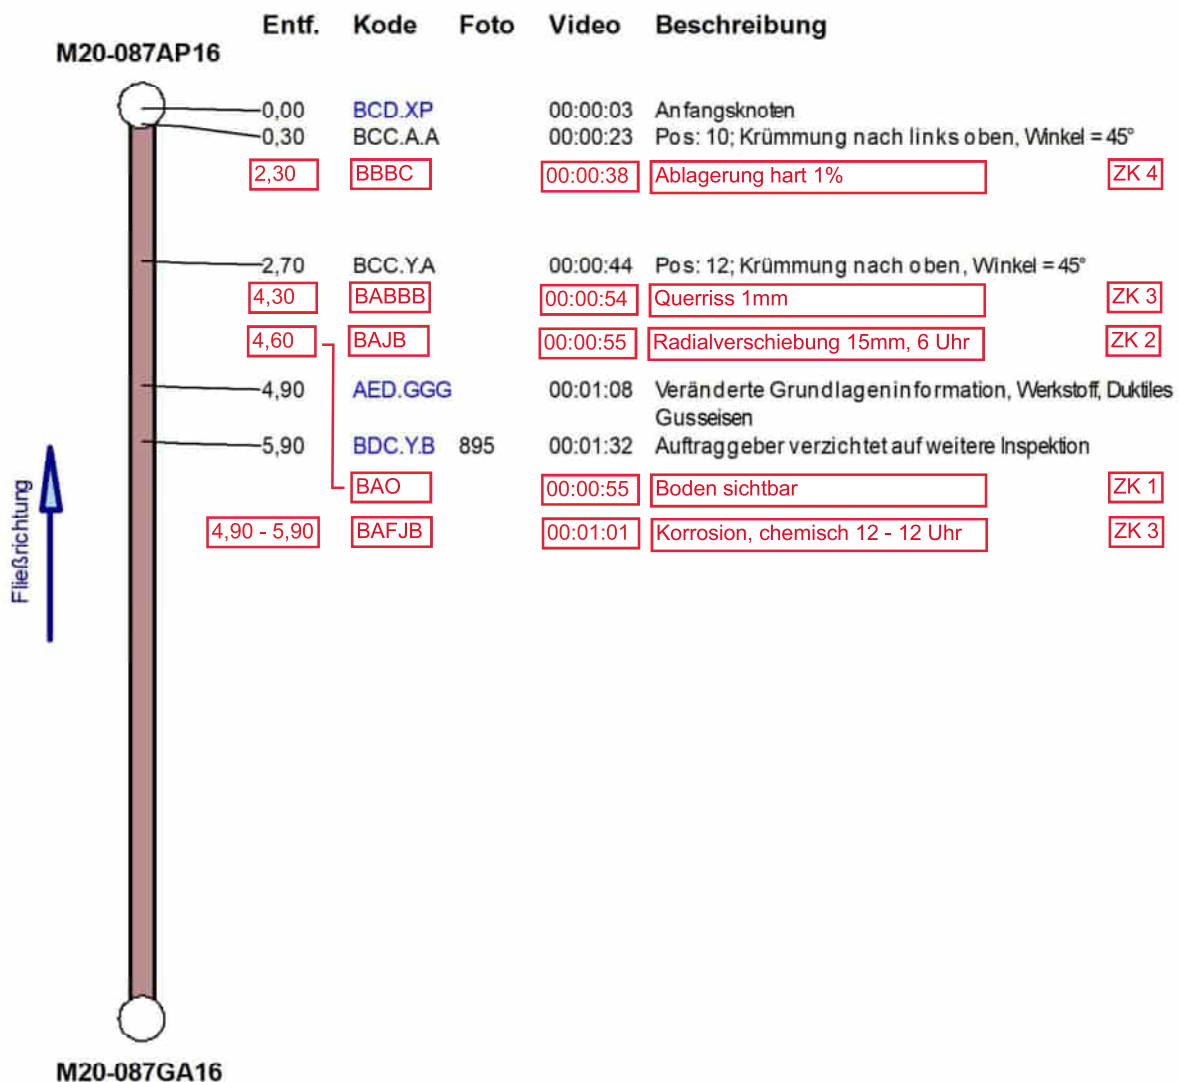 Entf. Kode Foto Video Beschreibung
M20-087AP16
0,00 BCD.XP 00:00:03 Anfangsknoten
0,30 BCC.A.A 00:00:23 Pos: 10; Krümmung nach links oben, Winkel = 45°
2,30 BBBC 00:00:38 Ablagerung hart 1% ZK 4
2,70 BCC.Y.A 00:00:44 Pos: 12; Krümmung nach oben, Winkel = 45°
4,30 BABBB 00:00:54 Querriss 1mm ZK 3
4,60 BAJB 00:00:55 Radialverschiebung 15mm, 6 Uhr ZK 2
4,90 AED.GGG 00:01:08 Veränderte Grundlageninformation, Werkstoff, Duktiles
Gusseisen
5,90 BDC.Y.B 895 00:01:32 Auftraggeber verzichtet auf weitere Inspektion
BAO 00:00:55 Boden sichtbar ZK 1
4,90 - 5,90 BAFJB 00:01:01 Korrosion, chemisch 12 - 12 Uhr ZK 3
Fließrichtung
M20-087GA16